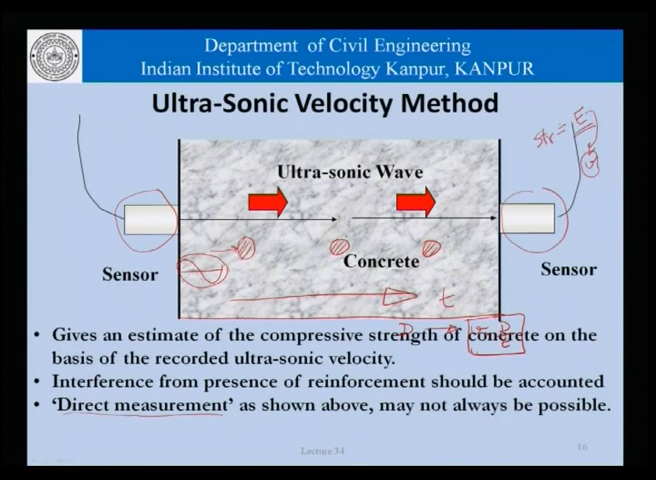 Department of Civil Engineering
Indian Institute of Technology Kanpur, KANPUR
Ultra-Sonic Velocity Method
Str = E
Ultra-sonic Wave
Sensor
Concrete
Sensor
t
D
• Gives an estimate of the compressive strength of concrete on the
basis of the recorded ultra-sonic velocity.
• Interference from presence of reinforcement should be accounted
• ‘Direct measurement’ as shown above, may not always be possible.
Lecture 34
16